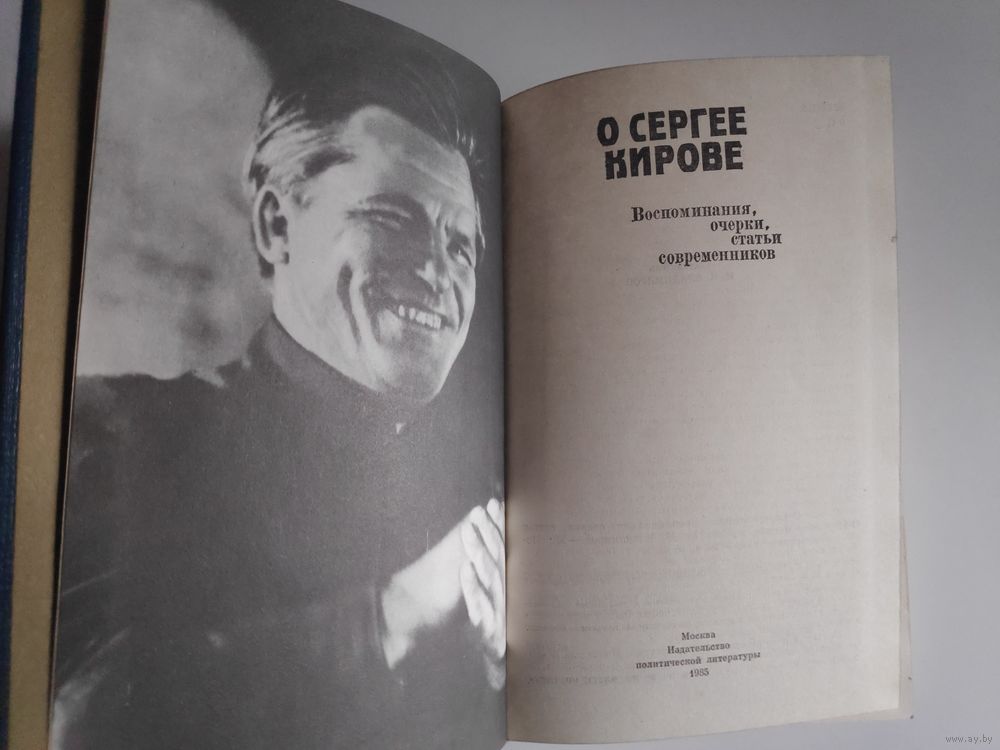 О СЕРГЕЕ
КИРОВЕ
Воспоминания,
очерки,
статьи
современников
Москва
Издательство
политической литературы
1985
www.ay.by